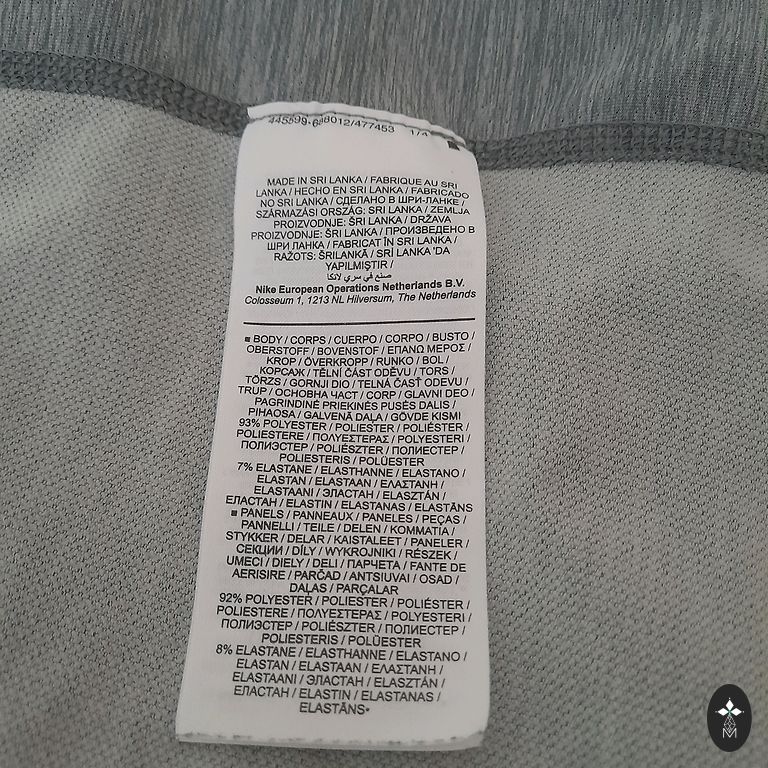 445599-688012/477453 1/4
MADE IN SRI LANKA / FABRIQUE AU SRI
LANKA / HECHO EN SRI LANKA / FABRICADO
NO SRI LANKA / СДЕЛАНО В ШРИ-ЛАНКЕ /
SZÁRMAZÁSI ORSZÁG: SRI LANKA / ZEMLJA
PROIZVODNJE: ŠRI LANKA / DRŽAVA
PROIZVODNJE: ŠRI LANKA / ПРОИЗВЕДЕНО В
ШРИ ЛАНКА / FABRICAT ÎN SRI LANKA /
RAŽOTS: ŠRILANKĀ / SRİ LANKA 'DA
YAPILMIŞTIR /
صنع في سري لانكا
Nike European Operations Netherlands B.V.
Colosseum 1, 1213 NL Hilversum, The Netherlands
■ BODY / CORPS / CUERPO / CORPO / BUSTO /
OBERSTOFF / BOVENSTOF / ΕΠΑΝΩ ΜΕΡΟΣ /
KROP / ÖVERKROPP / RUNKO / BOL /
КОРСАЖ / TĚLNÍ ČÁST ODĚVU / TORS /
TÖRZS / GORNJI DIO / TELNÁ ČASŤ ODEVU /
TRUP / ОСНОВНА ЧАСТ / CORP / GLAVNI DEO /
PAGRINDINĖ PRIEKINĖS PUSĖS DALIS /
PIHAOSA / GALVENĀ DAĻA / GÖVDE KISMI
93% POLYESTER / POLIESTER / POLIÉSTER /
POLIESTERE / ΠΟΛΥΕΣΤΕΡΑΣ / POLYESTERI /
ПОЛИЭСТЕР / POLIÉSZTER / ПОЛИЕСТЕР /
POLIESTERIS / POLÜESTER
7% ELASTANE / ELASTHANNE / ELASTANO /
ELASTAN / ELASTAAN / ΕΛΑΣΤΑΝΗ /
ELASTAANI / ЭЛАСТАН / ELASZTÁN /
ЕЛАСТАН / ELASTIN / ELASTANAS / ELASTĀNS
■ PANELS / PANNEAUX / PANELES / PEÇAS /
PANNELLI / TEILE / DELEN / ΚΟΜΜΑΤΙΑ /
STYKKER / DELAR / KAISTALEET / PANELER /
СЕКЦИИ / DÍLY / WYKROJNIKI / RÉSZEK /
UMECI / DIELY / DELI / ПАРЧЕТА / FANTE DE
AERISIRE / PARČAD / ANTSIUVAI / OSAD /
DAĻAS / PARÇALAR
92% POLYESTER / POLIESTER / POLIÉSTER /
POLIESTERE / ΠΟΛΥΕΣΤΕΡΑΣ / POLYESTERI /
ПОЛИЭСТЕР / POLIÉSZTER / ПОЛИЕСТЕР /
POLIESTERIS / POLÜESTER
8% ELASTANE / ELASTHANNE / ELASTANO /
ELASTAN / ELASTAAN / ΕΛΑΣΤΑΝΗ /
ELASTAANI / ЭЛАСТАН / ELASZTÁN /
ЕЛАСТАН / ELASTIN / ELASTANAS /
ELASTĀNS•